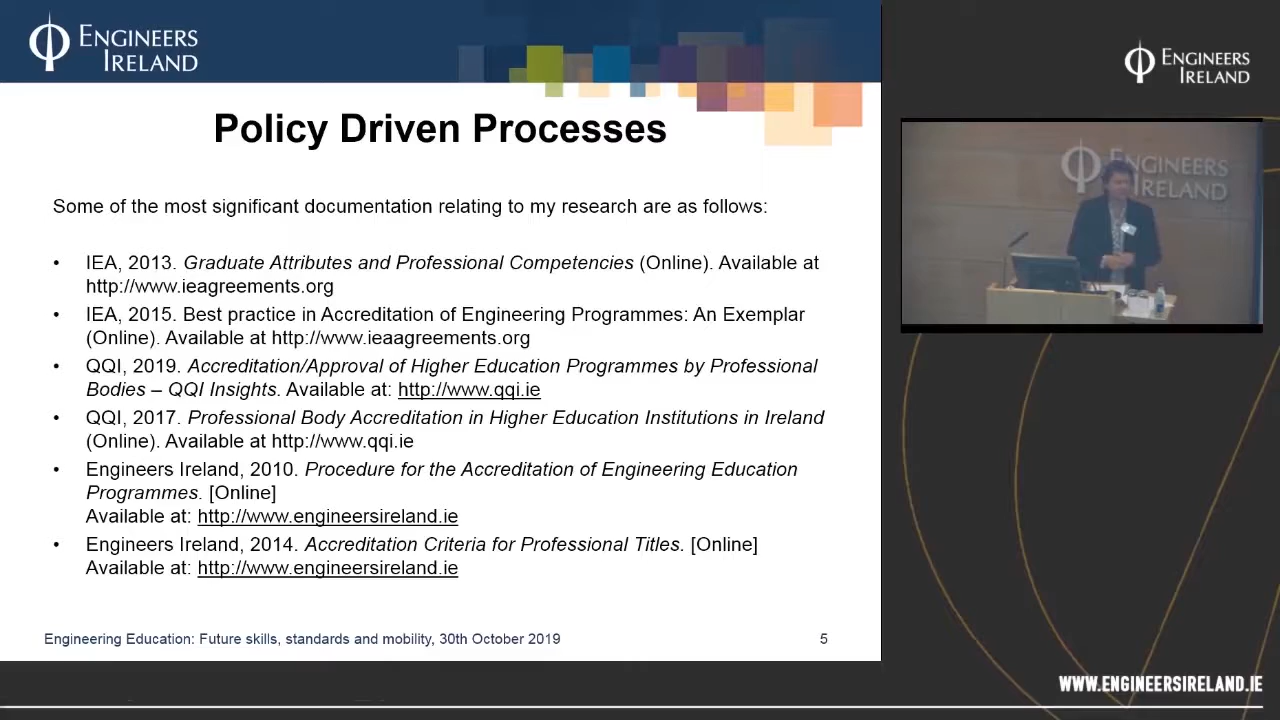 ENGINEERS
IRELAND
Policy Driven Processes
Some of the most significant documentation relating to my research are as follows:
• IEA, 2013. Graduate Attributes and Professional Competencies (Online). Available at
http://www.ieagreements.org
• IEA, 2015. Best practice in Accreditation of Engineering Programmes: An Exemplar
(Online). Available at http://www.ieaagreements.org
• QQI, 2019. Accreditation/Approval of Higher Education Programmes by Professional
Bodies – QQI Insights. Available at: http://www.qqi.ie
• QQI, 2017. Professional Body Accreditation in Higher Education Institutions in Ireland
(Online). Available at http://www.qqi.ie
• Engineers Ireland, 2010. Procedure for the Accreditation of Engineering Education
Programmes. [Online]
Available at: http://www.engineersireland.ie
• Engineers Ireland, 2014. Accreditation Criteria for Professional Titles. [Online]
Available at: http://www.engineersireland.ie
Engineering Education: Future skills, standards and mobility, 30th October 2019
5
ENGINEERS
IRELAND
ENGINEERS
IRELAND
WWW.ENGINEERSIRELAND.IE